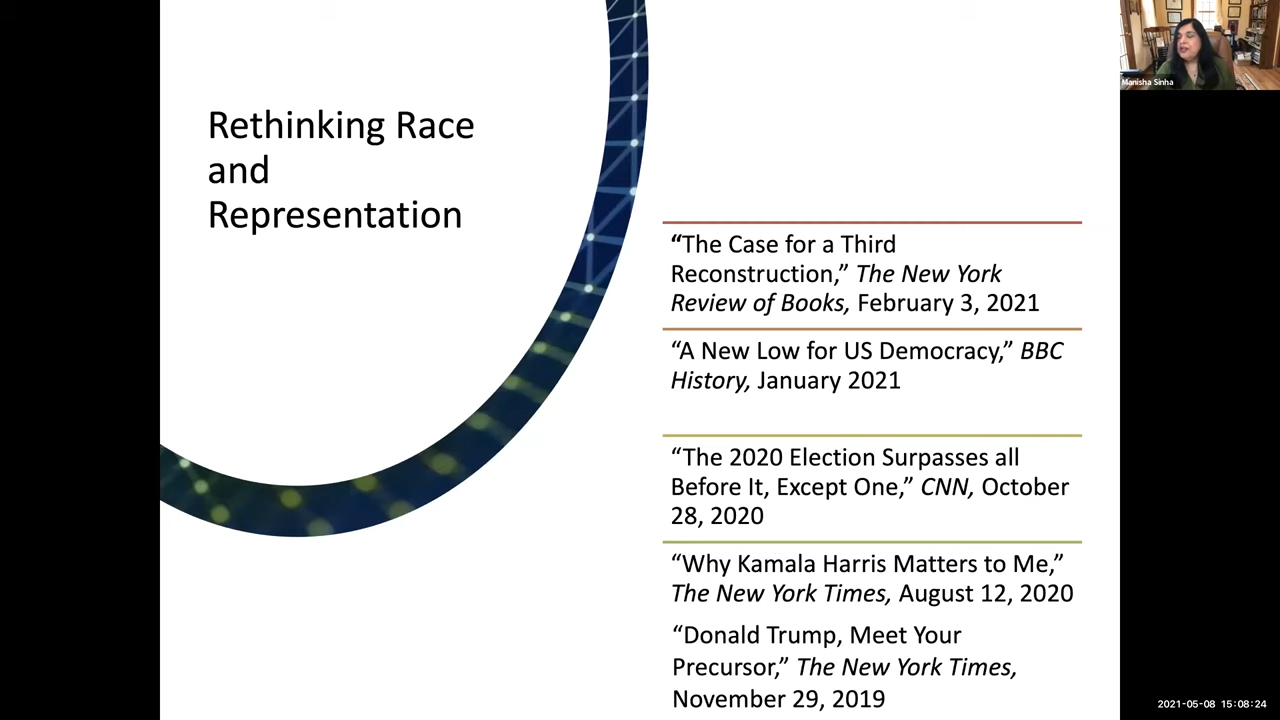 Rethinking Race
and
Representation
“The Case for a Third
Reconstruction,” The New York
Review of Books, February 3, 2021
“A New Low for US Democracy,” BBC
History, January 2021
“The 2020 Election Surpasses all
Before It, Except One,” CNN, October
28, 2020
“Why Kamala Harris Matters to Me,”
The New York Times, August 12, 2020
“Donald Trump, Meet Your
Precursor,” The New York Times,
November 29, 2019
Manisha Sinha
2021-05-08 15:08:24